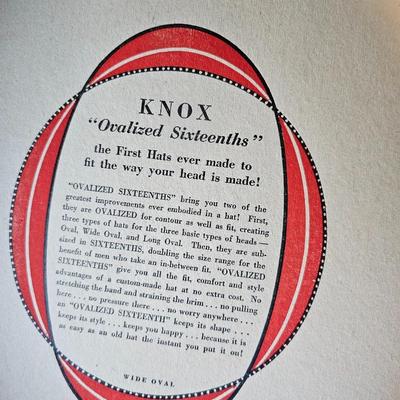 KNOX
"Ovalized Sixteenths"
the First Hats ever made to
fit the way your head is made!
"OVALIZED SIXTEENTHS" bring you two of the
greatest improvements ever embodied in a hat! First,
they are OVALIZED for contour as well as fit, creating
three types of hats for the three basic types of heads —
Oval, Wide Oval, and Long Oval. Then, they are sub-
sized in SIXTEENTHS, doubling the size range for the
benefit of men who take an in-between fit. "OVALIZED
SIXTEENTHS" give you all the fit, comfort and style
advantages of a custom-made hat at no extra cost. No
stretching the band and straining the brim . . . no pulling
here . . . no pressure there . . . no worry anywhere . . .
an "OVALIZED SIXTEENTH" keeps its shape . . .
keeps its style . . . keeps you happy . . . because it is
as easy as an old hat the instant you put it on!
WIDE OVAL